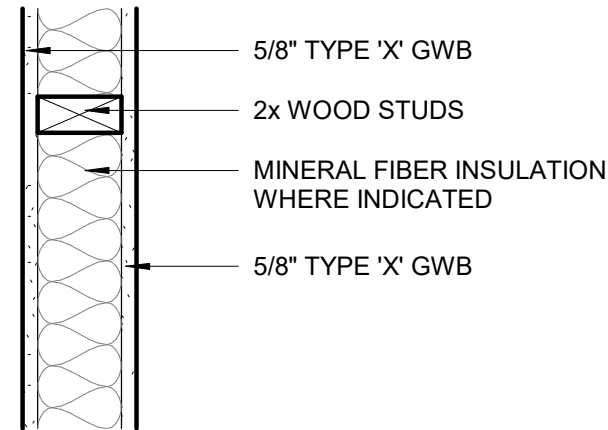 5/8" TYPE 'X' GWB
2x WOOD STUDS
MINERAL FIBER INSULATION
WHERE INDICATED
5/8" TYPE 'X' GWB